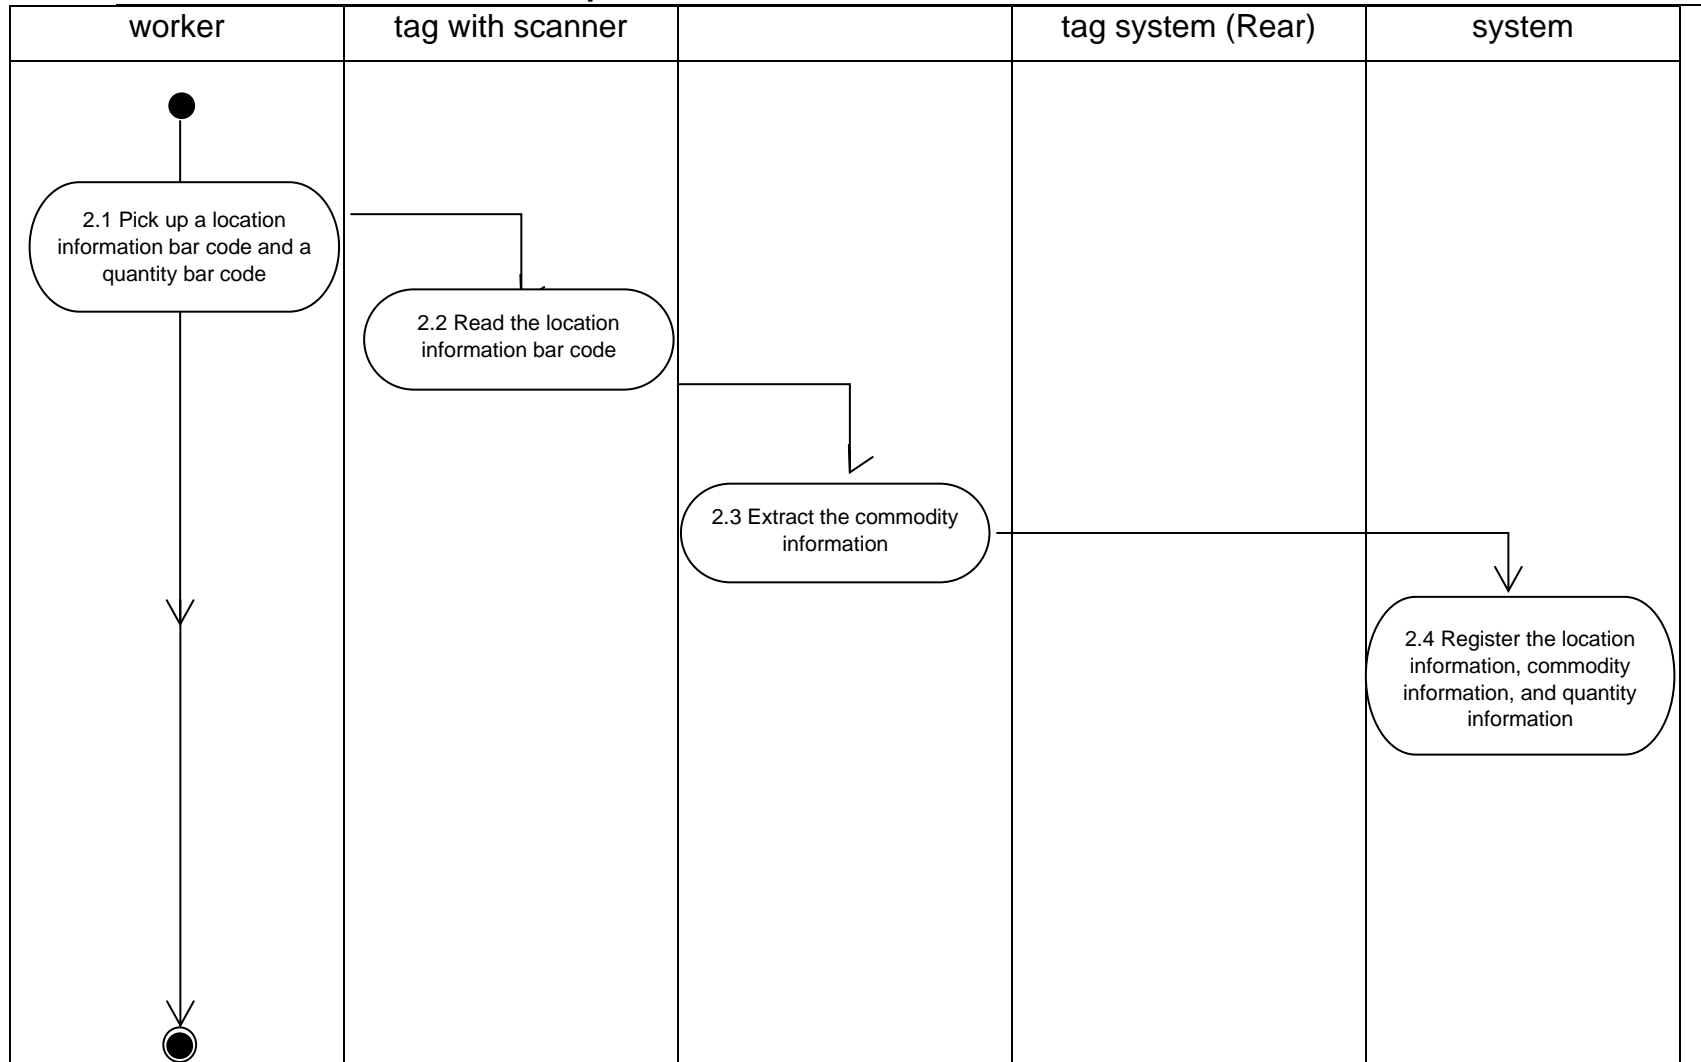 worker
tag with scanner
tag system (Rear)
system
2.1 Pick up a location
information bar code and a
quantity bar code
2.2 Read the location
information bar code
2.3 Extract the commodity
information
2.4 Register the location
information, commodity
information, and quantity
information